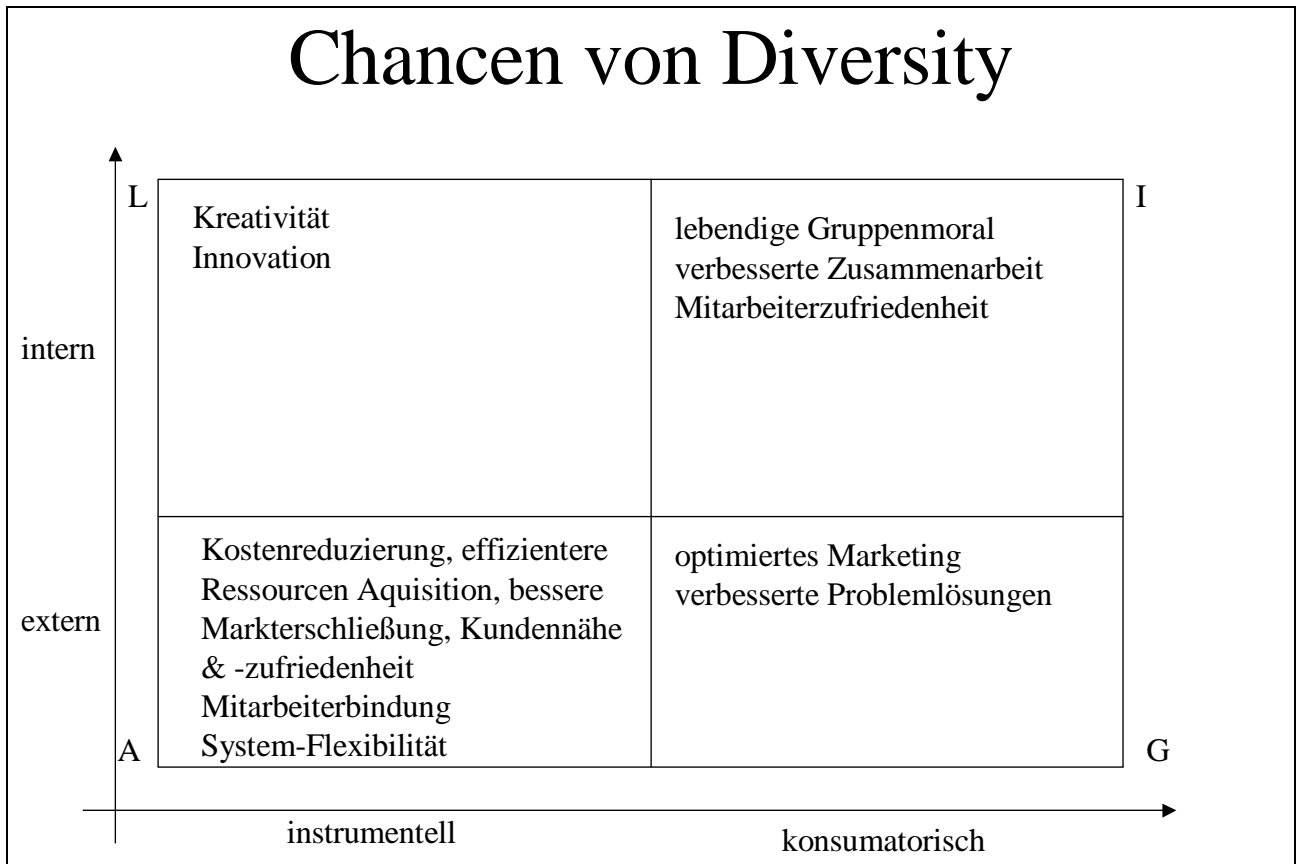 Chancen von Diversity
L
Kreativität
Innovation
I
lebendige Gruppenmoral
verbesserte Zusammenarbeit
Mitarbeiterzufriedenheit
intern
extern
Kostenreduzierung, effizientere
Ressourcen Aquisition, bessere
Markterschließung, Kundennähe
& -zufriedenheit
Mitarbeiterbindung
System-Flexibilität
optimiertes Marketing
verbesserte Problemlösungen
A
G
instrumentell
konsumatorisch